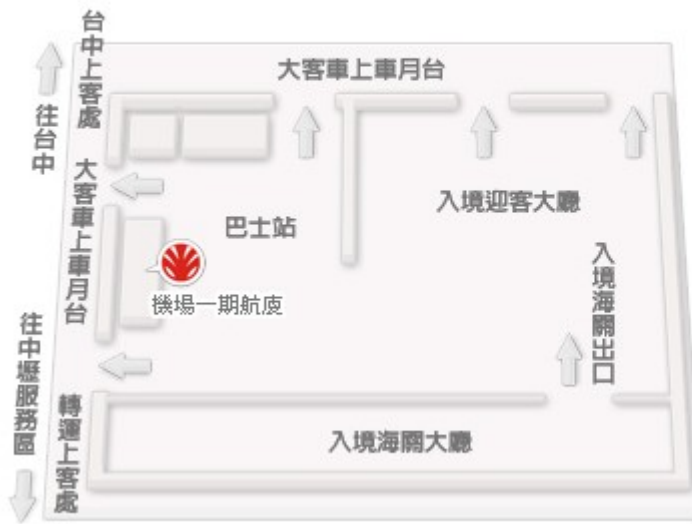 台中上客處
往台中
大客車上車月台
大客車上車月台
入境迎客大廳
巴士站
機場一期航廈
入境海關出口
往中壢服務區
轉運上客處
入境海關大廳